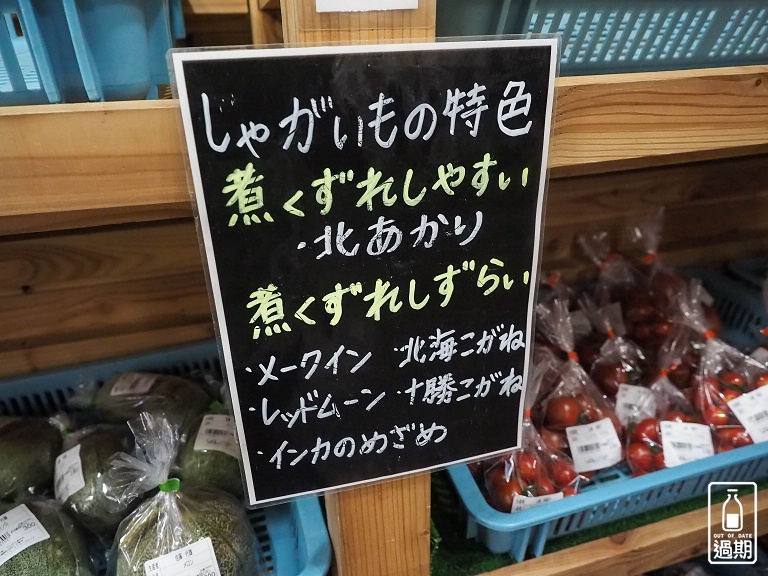 じゃがいもの特色
煮くずれしやすい
・北あかり
煮くずれしずらい
・メークイン ・北海こがね
・レッドムーン ・十勝こがね
・インカのめざめ
メロン
OUT OF DATE
過期